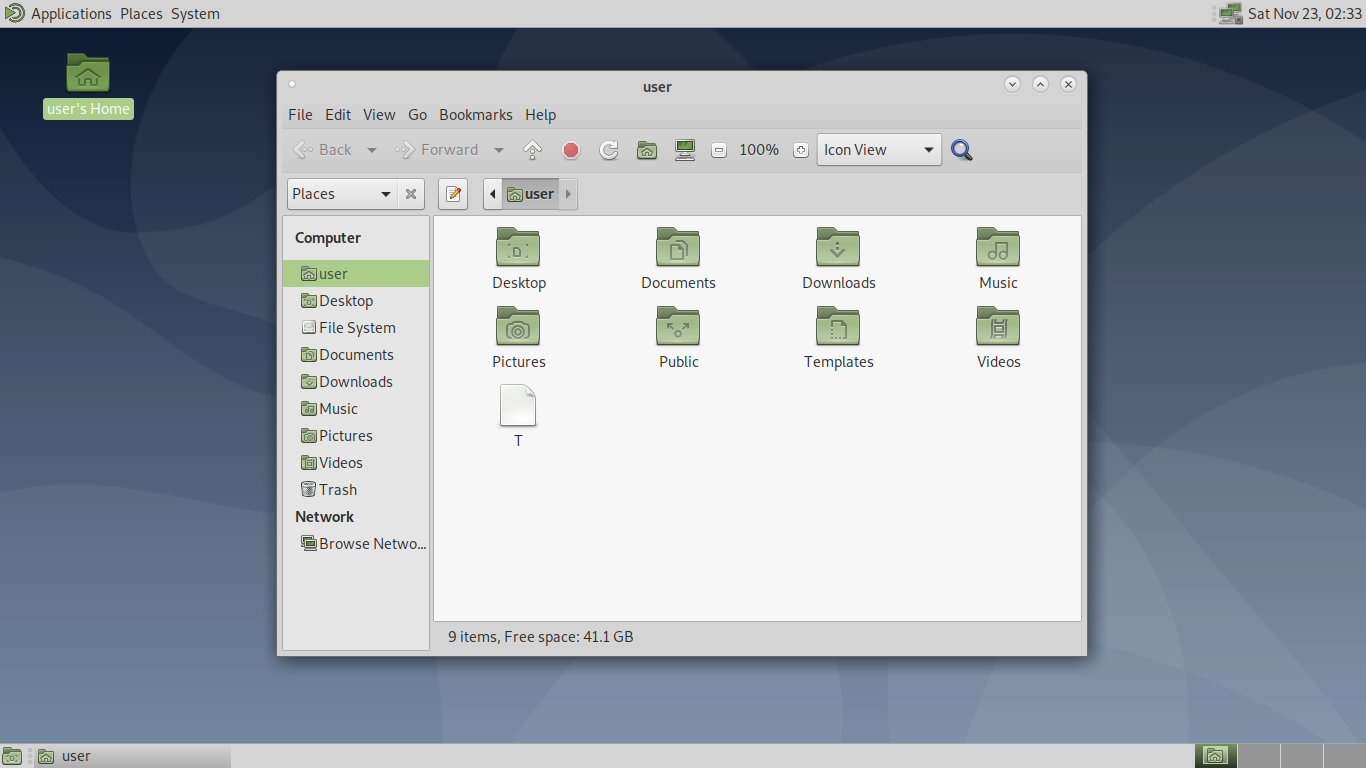 Applications Places System
Sat Nov 23, 02:33
user's Home
user
File Edit View Go Bookmarks Help
Back Forward 100% Icon View
Places user
Computer
user
Desktop
File System
Documents
Downloads
Music
Pictures
Videos
Trash
Network
Browse Netwo...
Desktop Documents Downloads Music
Pictures Public Templates Videos
T
9 items, Free space: 41.1 GB
user